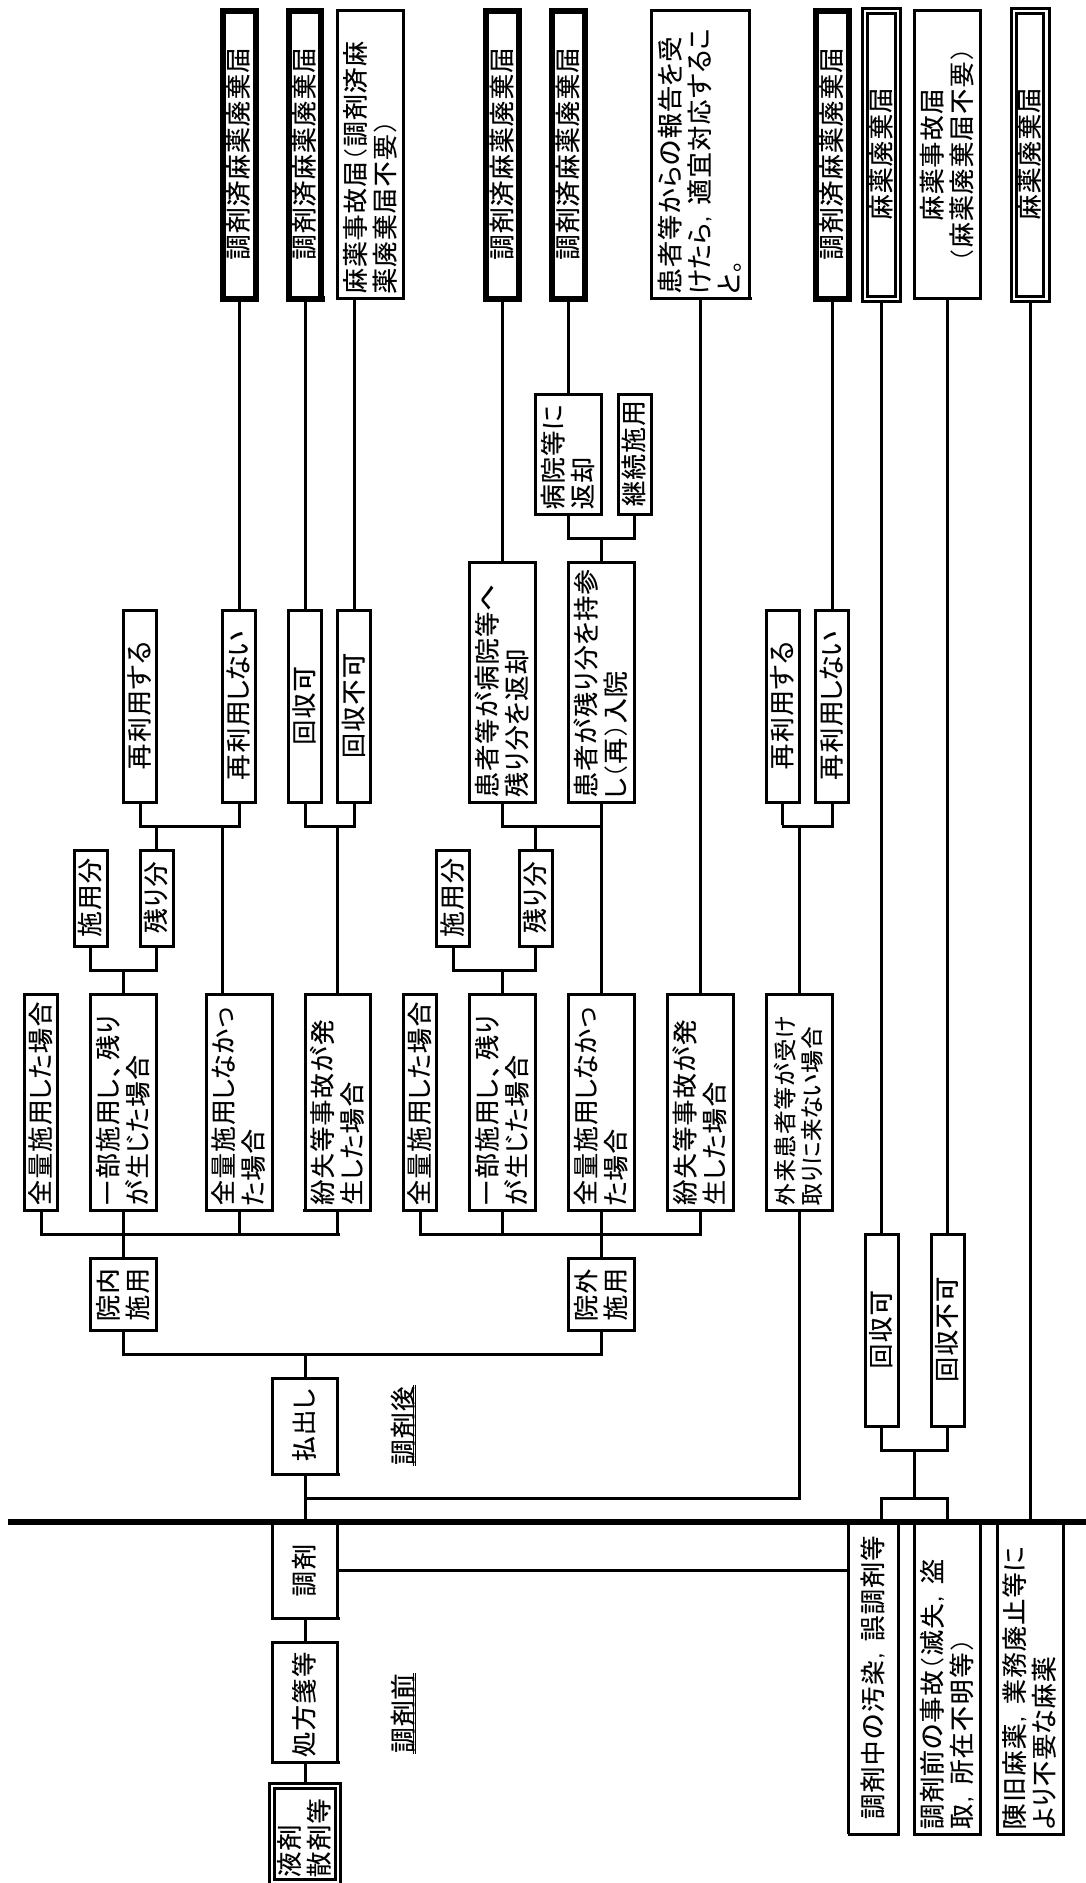 液剤
散剤等
処方箋等
調剤
調剤前
払出し
調剤後
院内
施用
全量施用した場合
一部施用し、残り
が生じた場合
施用分
残り分
再利用する
再利用しない
調剤済麻薬廃棄届
全量施用しなかっ
た場合
紛失等事故が発
生した場合
回収可
調剤済麻薬廃棄届
回収不可
麻薬事故届（調剤済麻
薬廃棄届不要）
院外
施用
全量施用した場合
一部施用し、残り
が生じた場合
施用分
残り分
患者等が病院等へ
残り分を返却
調剤済麻薬廃棄届
全量施用しなかっ
た場合
患者が残り分を持参
し（再）入院
病院等に
返却
調剤済麻薬廃棄届
継続施用
紛失等事故が発
生した場合
患者等からの報告を受
けたら，適宜対応するこ
と。
外来患者等が受け
取りに来ない場合
再利用する
再利用しない
調剤済麻薬廃棄届
調剤中の汚染，誤調剤等
回収可
麻薬廃棄届
調剤前の事故（滅失，盗
取，所在不明等）
回収不可
麻薬事故届
（麻薬廃棄届不要）
陳旧麻薬，業務廃止等に
より不要な麻薬
麻薬廃棄届